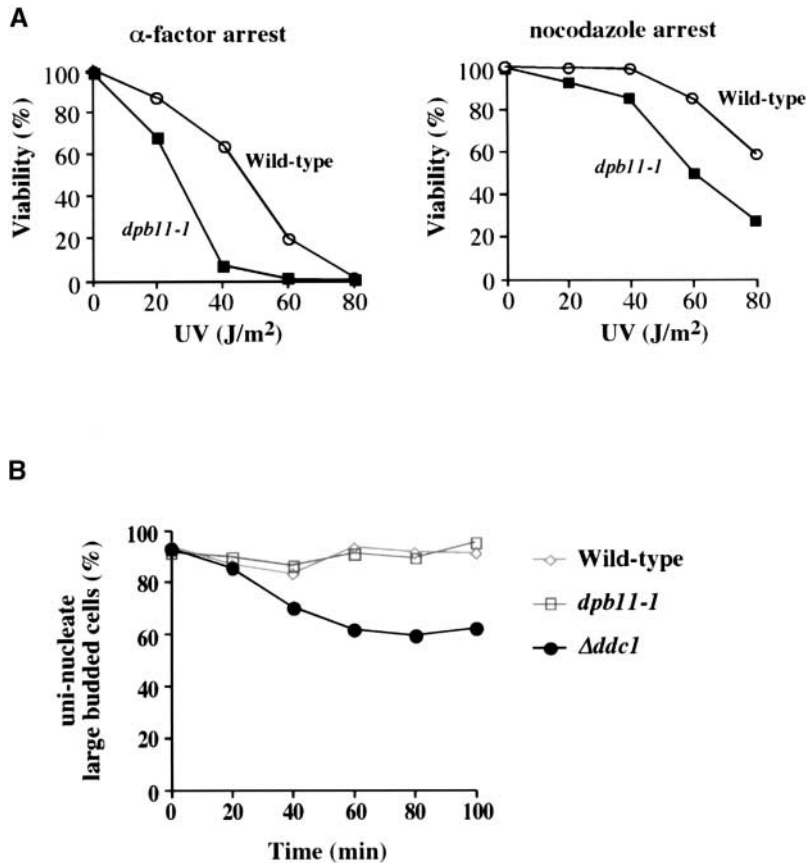 A
α-factor arrest
nocodazole arrest
100
80
60
40
20
0
Viability (%)
Wild-type
dpb11-1
0 20 40 60 80
UV (J/m2)
100
80
60
40
20
0
Viability (%)
Wild-type
dpb11-1
0 20 40 60 80
UV (J/m2)
B
100
80
60
40
20
0
uni-nucleate
large budded cells (%)
0 20 40 60 80 100
Time (min)
Wild-type
dpb11-1
Δddc1